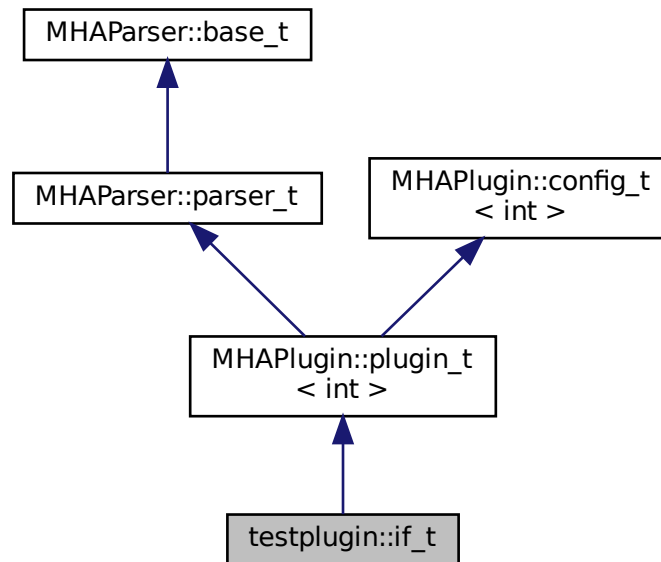 MHAParser::base_t
MHAParser::parser_t
MHAPlugin::config_t
< int >
MHAPlugin::plugin_t
< int >
testplugin::if_t